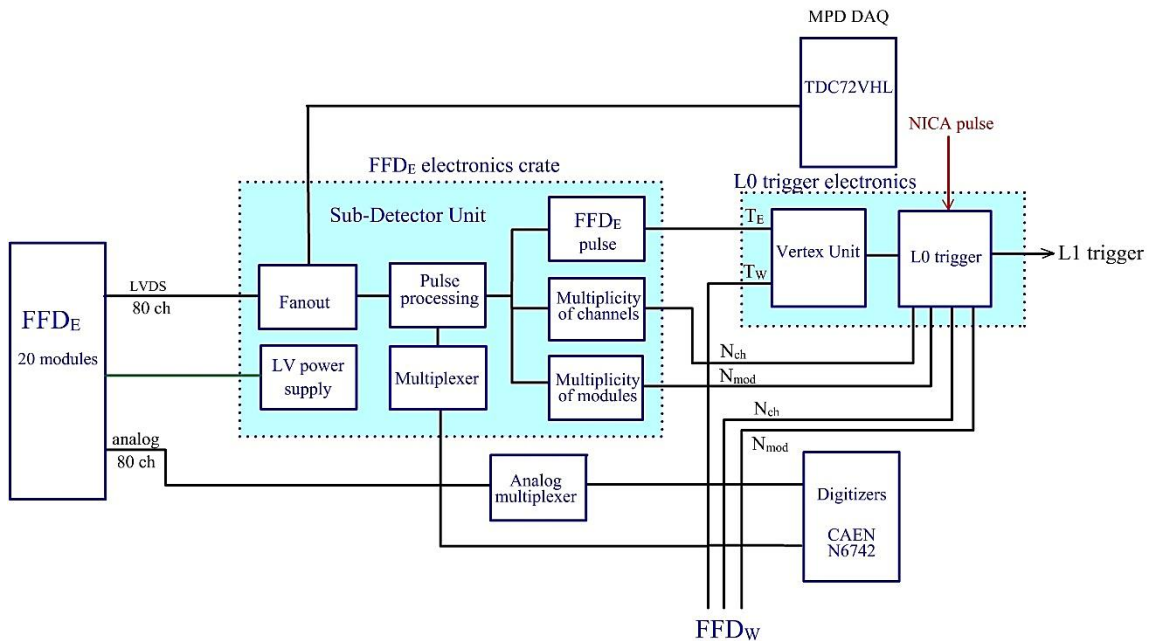 MPD DAQ
TDC72VHL
NICA pulse
FFDE electronics crate
L0 trigger electronics
Sub-Detector Unit
FFDE
pulse
TE
Vertex Unit
L0 trigger
L1 trigger
TW
LVDS
80 ch
Fanout
Pulse
processing
Multiplicity
of channels
FFDE
20 modules
LV power
supply
Multiplexer
Multiplicity
of modules
Nch
Nmod
Nch
Nmod
analog
80 ch
Analog
multiplexer
Digitizers
CAEN
N6742
FFDW